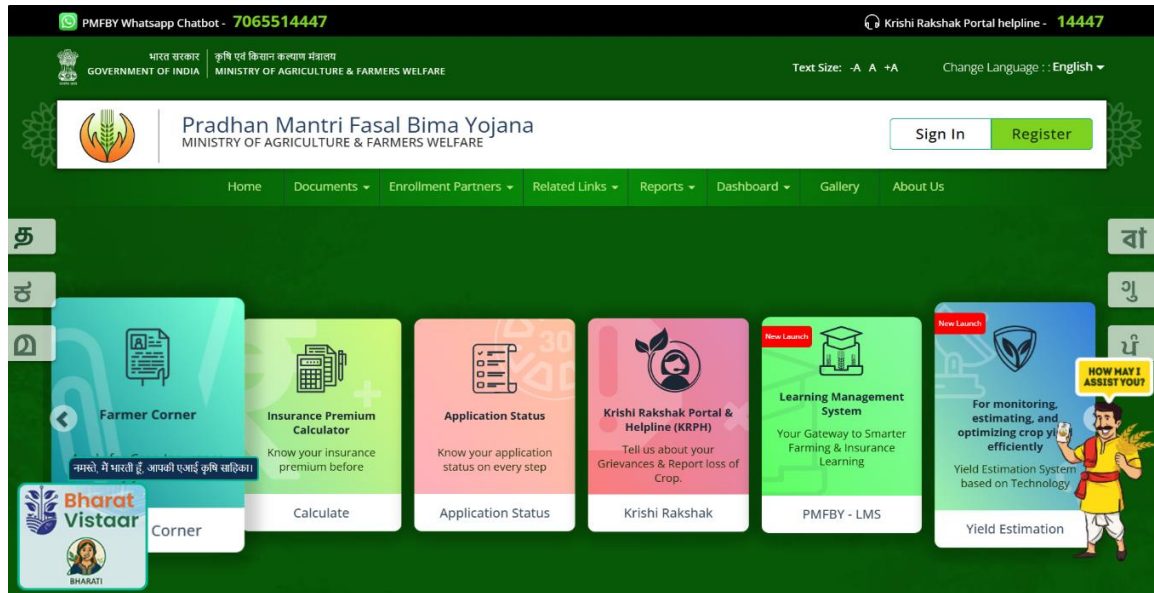 PMFBY Whatsapp Chatbot - 7065514447
Krishi Rakshak Portal helpline - 14447
भारत सरकार
GOVERNMENT OF INDIA
कृषि एवं किसान कल्याण मंत्रालय
MINISTRY OF AGRICULTURE & FARMERS WELFARE
Text Size: -A A +A
Change Language : : English
Pradhan Mantri Fasal Bima Yojana
MINISTRY OF AGRICULTURE & FARMERS WELFARE
Sign In
Register
Home
Documents
Enrollment Partners
Related Links
Reports
Dashboard
Gallery
About Us
த
ಕ
മ
বা
ગુ
ਪੰ
Farmer Corner
Corner
Insurance Premium
Calculator
Know your insurance
premium before
Calculate
Application Status
Know your application
status on every step
Application Status
Krishi Rakshak Portal &
Helpline (KRPH)
Tell us about your
Grievances & Report loss of
Crop.
Krishi Rakshak
New Launch
Learning Management
System
Your Gateway to Smarter
Farming & Insurance
Learning
PMFBY - LMS
New Launch
For monitoring,
estimating, and
optimizing crop
efficiently
Yield Estimation System
based on Technology
Yield Estimation
HOW MAY I
ASSIST YOU?
नमस्ते, मैं भारती हूँ, आपकी एआई कृषि साहिका।
Bharat
Vistaar
BHARATI